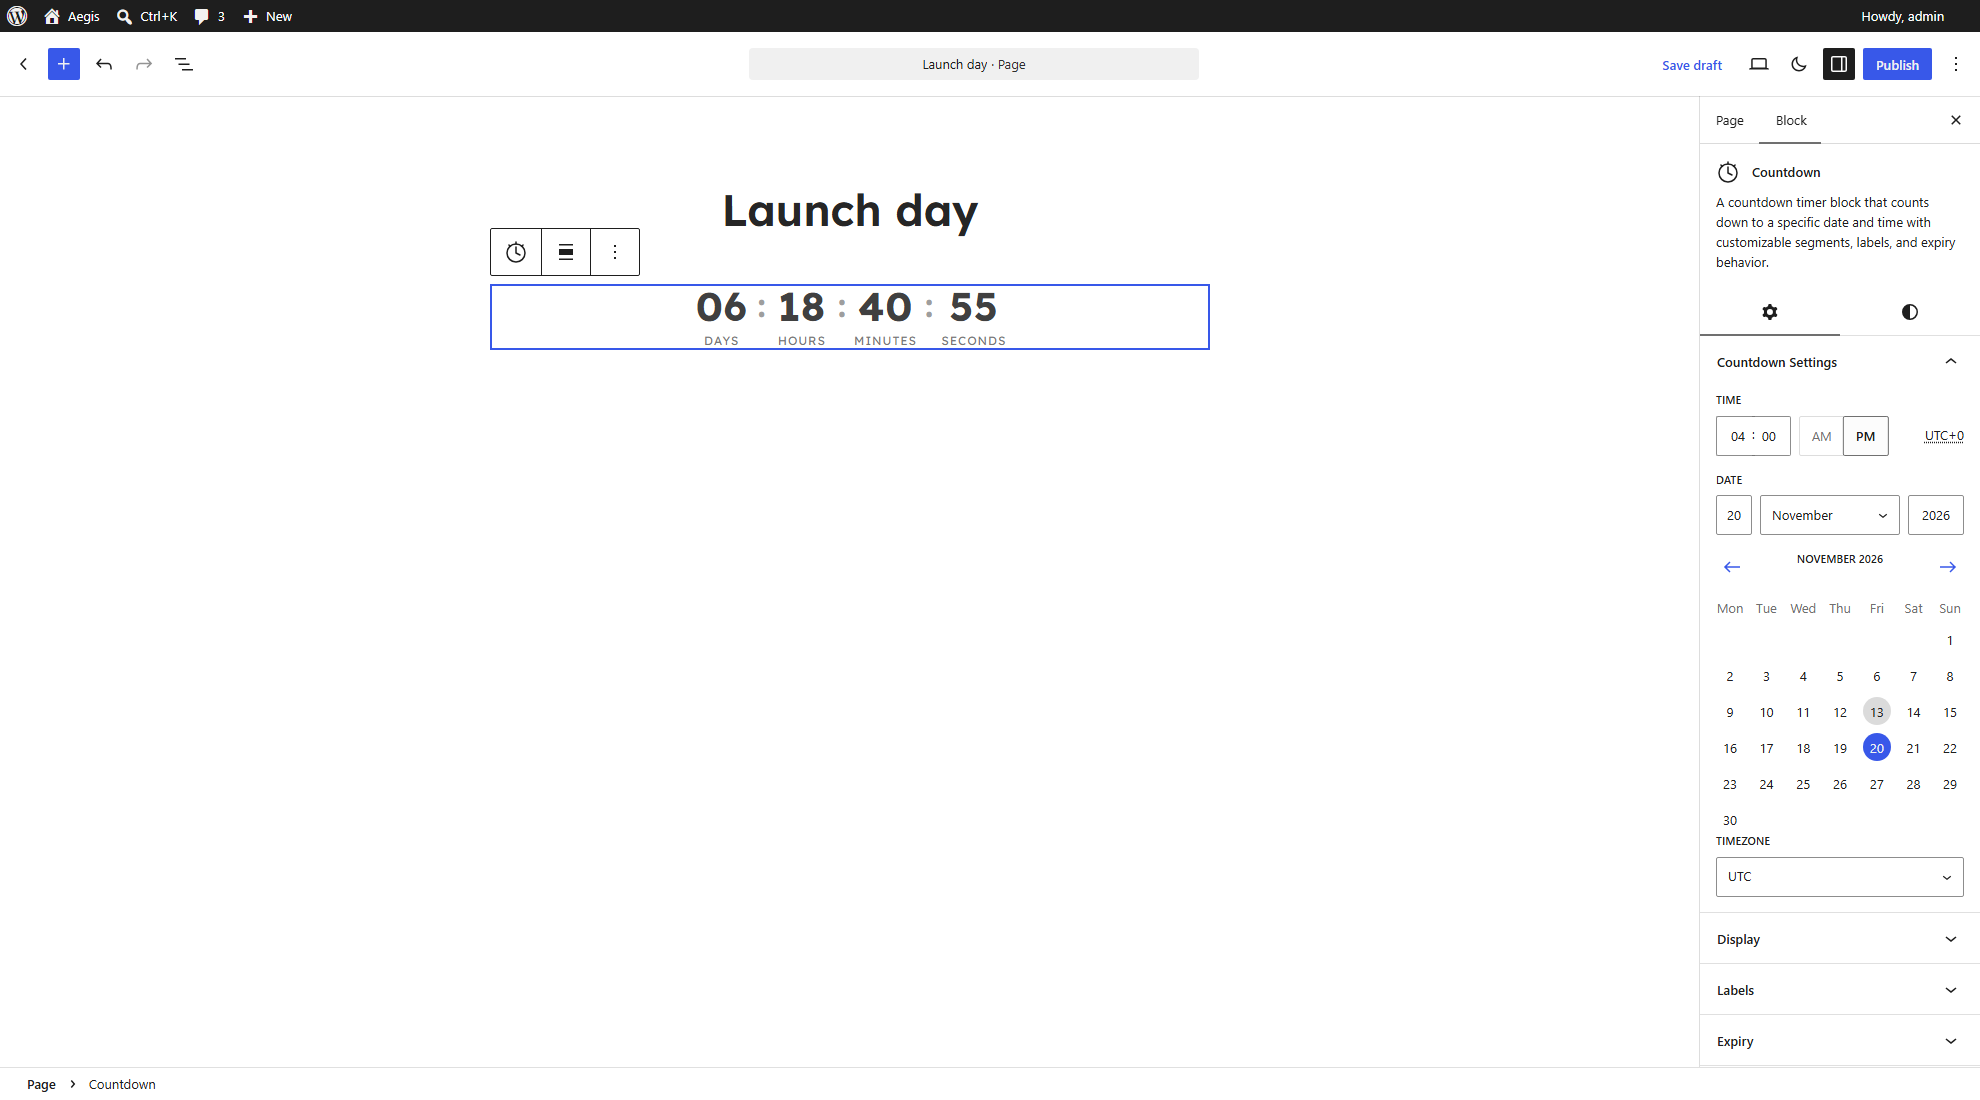 Aegis Ctrl+K 3 New Howdy, admin
Launch day · Page Save draft Publish
Page Block
Countdown
A countdown timer block that counts
down to a specific date and time with
customizable segments, labels, and expiry
behavior.
Launch day
06 : 18 : 40 : 55
DAYS HOURS MINUTES SECONDS
Countdown Settings
TIME
04 : 00 AM PM UTC+0
DATE
20 November 2026
NOVEMBER 2026
Mon Tue Wed Thu Fri Sat Sun
1
2 3 4 5 6 7 8
9 10 11 12 13 14 15
16 17 18 19 20 21 22
23 24 25 26 27 28 29
30
TIMEZONE
UTC
Display
Labels
Expiry
Page Countdown